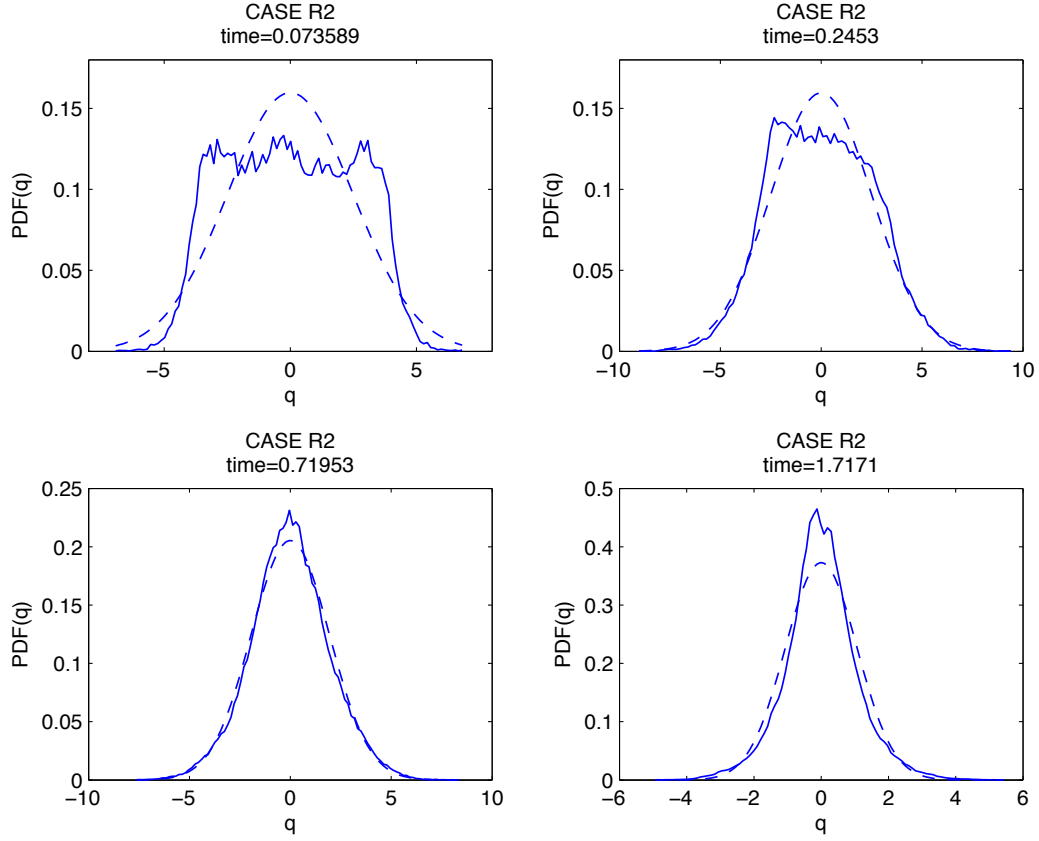 CASE R2
time=0.073589
0.15
0.1
0.05
0
PDF(q)
−5
0
5
q
CASE R2
time=0.2453
0.15
0.1
0.05
0
PDF(q)
−10
−5
0
5
10
q
CASE R2
time=0.71953
0.25
0.2
0.15
0.1
0.05
0
PDF(q)
−10
−5
0
5
10
q
CASE R2
time=1.7171
0.5
0.4
0.3
0.2
0.1
0
PDF(q)
−6
−4
−2
0
2
4
6
q